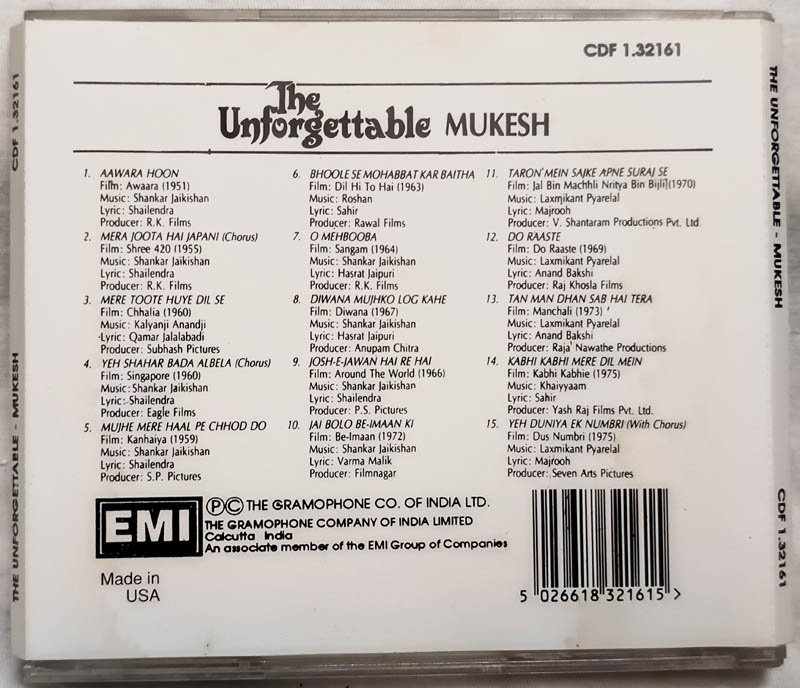 CDF 1.32161
The
Unforgettable MUKESH
1. AAWARA HOON
Film: Awaara (1951)
Music: Shankar Jaikishan
Lyric: Shailendra
Producer: R.K. Films
2. MERA JOOTA HAI JAPANI (Chorus)
Film: Shree 420 (1955)
Music: Shankar Jaikishan
Lyric: Shailendra
Producer: R.K. Films
3. MERE TOOTE HUYE DIL SE
Film: Chhalia (1960)
Music: Kalyanji Anandji
Lyric: Qamar Jalalabadi
Producer: Subhash Pictures
4. YEH SHAHAR BADA ALBELA (Chorus)
Film: Singapore (1960)
Music: Shankar Jaikishan
Lyric: Shailendra
Producer: Eagle Films
5. MUJHE MERE HAAL PE CHHOD DO
Film: Kanhaiya (1959)
Music: Shankar Jaikishan
Lyric: Shailendra
Producer: S.P. Pictures
6. BHOOLE SE MOHABBAT KAR BAITHA
Film: Dil Hi To Hai (1963)
Music: Roshan
Lyric: Sahir
Producer: Rawal Films
7. O MEHBOOBA
Film: Sangam (1964)
Music: Shankar Jaikishan
Lyric: Hasrat Jaipuri
Producer: R.K. Films
8. DIWANA MUJHKO LOG KAHE
Film: Diwana (1967)
Music: Shankar Jaikishan
Lyric: Hasrat Jaipuri
Producer: Anupam Chitra
9. JOSH-E-JAWAN HAI RE HAI
Film: Around The World (1966)
Music: Shankar Jaikishan
Lyric: Shailendra
Producer: P.S. Pictures
10. JAI BOLO BE-IMAAN KI
Film: Be-Imaan (1972)
Music: Shankar Jaikishan
Lyric: Varma Malik
Producer: Filmnagar
11. TARON MEIN SAJKE APNE SURAJ SE
Film: Jal Bin Machhli Nritya Bin Bijli (1970)
Music: Laxmikant Pyarelal
Lyric: Majrooh
Producer: V. Shantaram Productions Pvt. Ltd.
12. DO RAASTE
Film: Do Raaste (1969)
Music: Laxmikant Pyarelal
Lyric: Anand Bakshi
Producer: Raj Khosla Films
13. TAN MAN DHAN SAB HAI TERA
Film: Manchali (1973)
Music: Laxmikant Pyarelal
Lyric: Anand Bakshi
Producer: Raja Nawathe Productions
14. KABHI KABHI MERE DIL MEIN
Film: Kabhi Kabhie (1975)
Music: Khaiyyaam
Lyric: Sahir
Producer: Yash Raj Films Pvt. Ltd.
15. YEH DUNIYA EK NUMBRI (With Chorus)
Film: Dus Numbri (1975)
Lyric: Majrooh
Producer: Seven Arts Pictures
EMI
Ⓟ© THE GRAMOPHONE CO. OF INDIA LTD.
THE GRAMOPHONE COMPANY OF INDIA LIMITED
Calcutta India
An associate member of the EMI Group of Companies
Made in
USA
5 026618 321615 >
THE UNFORGETTABLE - MUKESH CDF 1.32161
THE UNFORGETTABLE - MUKESH CDF 1.32161